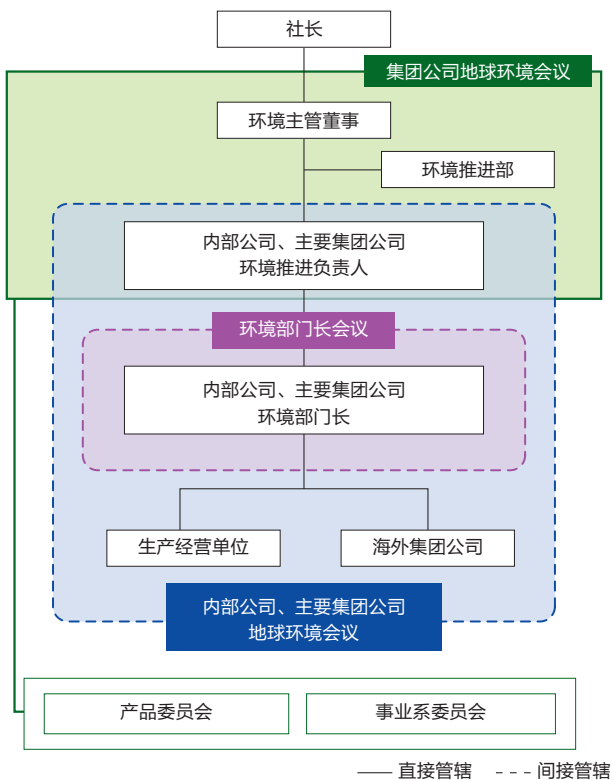 社长
集团公司地球环境会议
环境主管董事
环境推进部
内部公司、主要集团公司
环境推进负责人
环境部门长会议
内部公司、主要集团公司
环境部门长
生产经营单位
海外集团公司
内部公司、主要集团公司
地球环境会议
产品委员会
事业系委员会
直接管辖
间接管辖